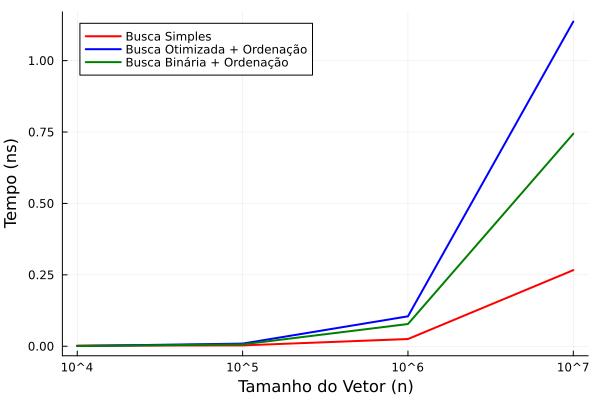 Busca Simples
Busca Otimizada + Ordenação
Busca Binária + Ordenação
Tempo (ns)
1.00
0.75
0.50
0.25
0.00
10^4 10^5 10^6 10^7
Tamanho do Vetor (n)